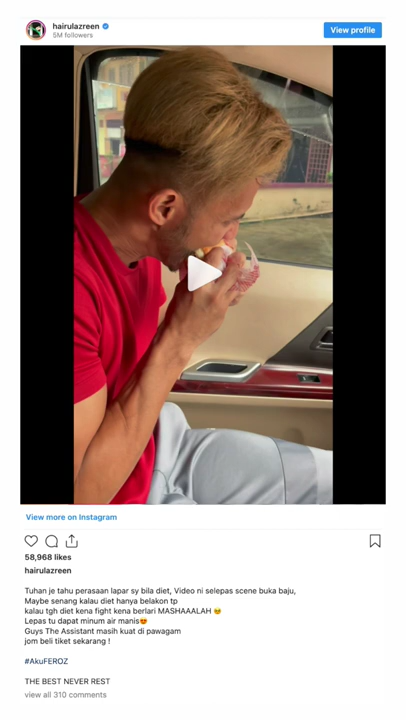 hairulazreen
5M followers
View profile
View more on Instagram
58,968 likes
hairulazreen
Tuhan je tahu perasaan lapar sy bila diet, Video ni selepas scene buka baju,
Maybe senang kalau diet hanya belakon tp
kalau tgh diet kena fight kena berlari MASHAAALAH 🥺
Lepas tu dapat minum air manis😍
Guys The Assistant masih kuat di pawagam
jom beli tiket sekarang !
#AkuFEROZ
THE BEST NEVER REST
view all 310 comments